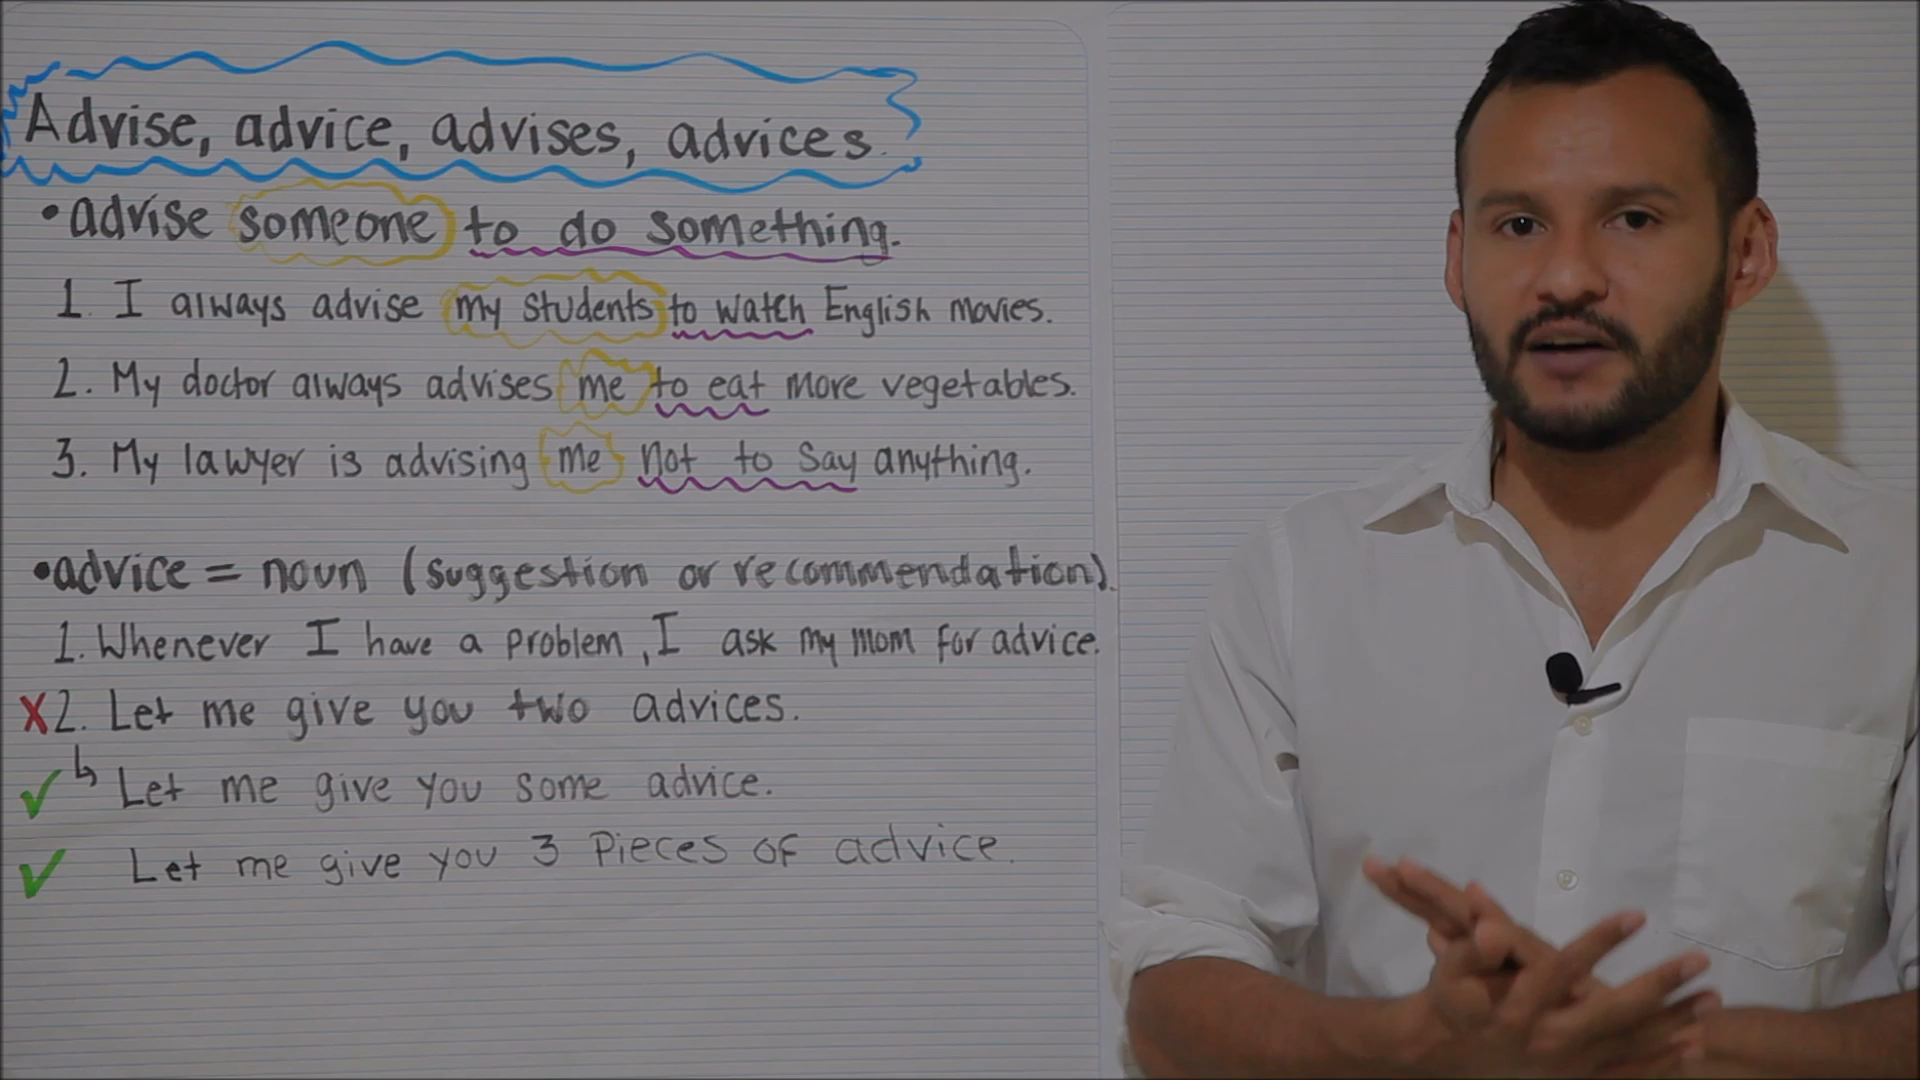 Advise, advice, advises, advices.
•advise someone to do something.
1. I always advise my students to watch English movies.
2. My doctor always advises me to eat more vegetables.
3. My lawyer is advising me not to say anything.
•advice = noun (suggestion or recommendation).
1. Whenever I have a problem, I ask my mom for advice.
X2. Let me give you two advices.
✓↳ Let me give you some advice.
✓ Let me give you 3 pieces of advice.